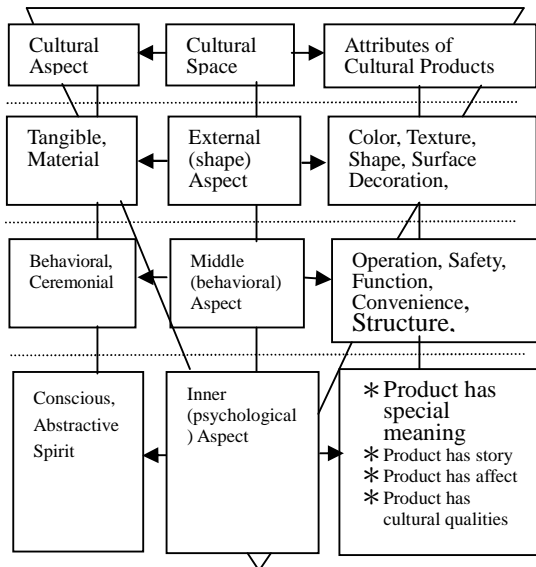 Cultural
Aspect
Cultural
Space
Attributes of
Cultural Products
Tangible,
Material
External
(shape)
Aspect
Color, Texture,
Shape, Surface
Decoration,
Behavioral,
Ceremonial
Middle
(behavioral)
Aspect
Operation, Safety,
Function,
Convenience,
Structure,
Conscious,
Abstractive
Spirit
Inner
(psychological
) Aspect
＊Product has
special
meaning
＊Product has story
＊Product has affect
＊Product has
cultural qualities